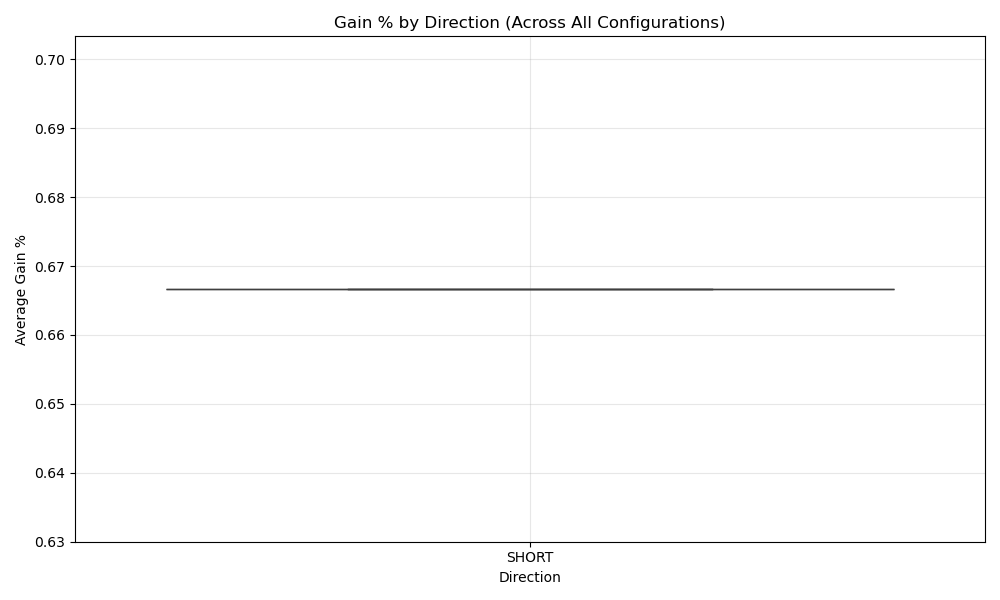 Gain % by Direction (Across All Configurations)
0.70
0.69
0.68
0.67
0.66
0.65
0.64
0.63
Average Gain %
SHORT
Direction